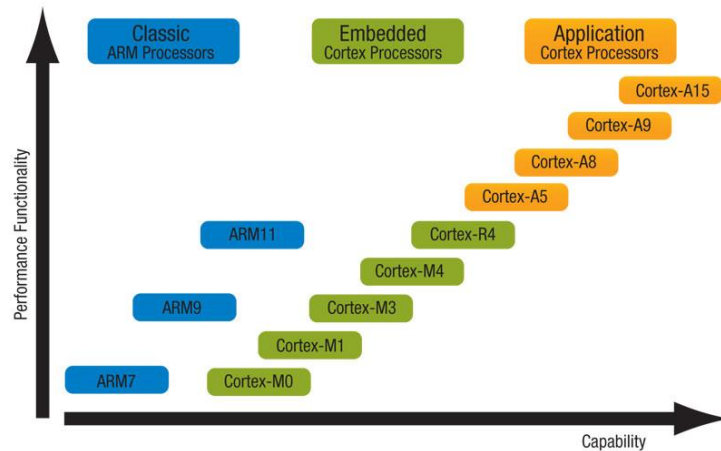 Classic
ARM Processors
Embedded
Cortex Processors
Application
Cortex Processors
Cortex-A15
Cortex-A9
Cortex-A8
Cortex-A5
ARM11
Cortex-R4
Cortex-M4
ARM9
Cortex-M3
Cortex-M1
ARM7
Cortex-M0
Performance Functionality
Capability